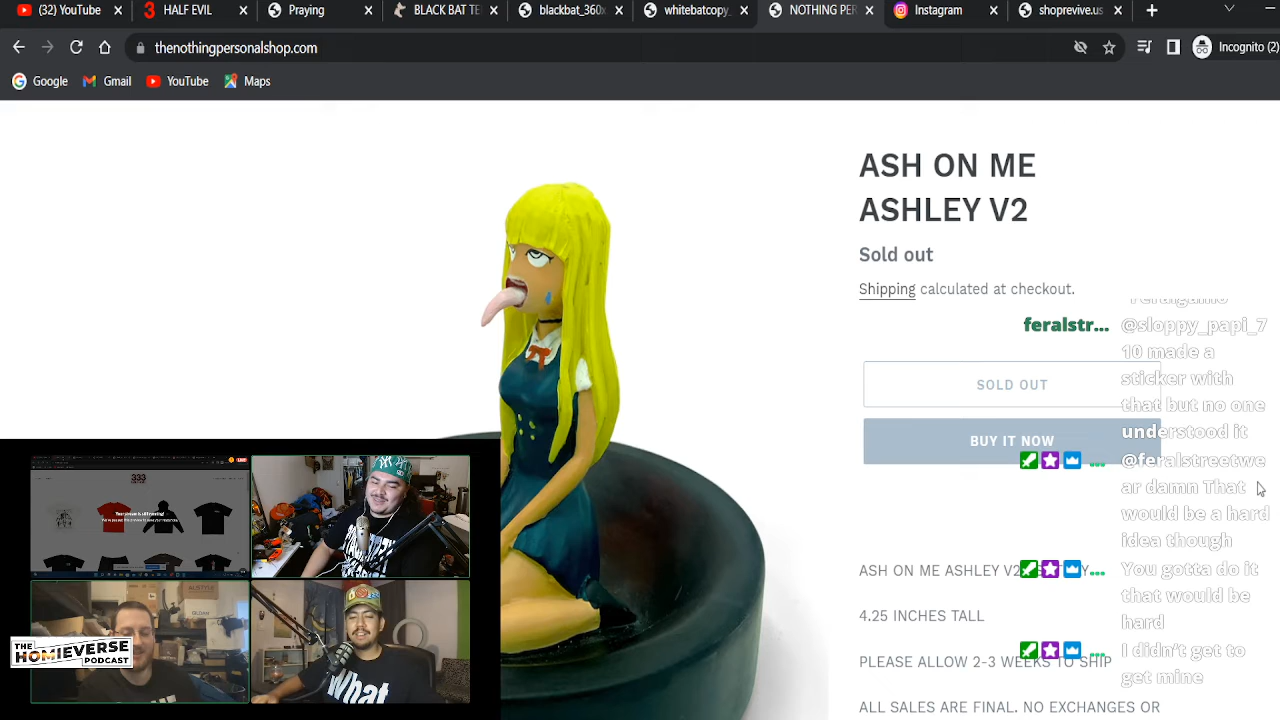 (32) YouTube
HALF EVIL
Praying
BLACK BAT TE
blackbat_360x
whitebatcopy_
NOTHING PER
Instagram
shoprevive.us
thenothingpersonalshop.com
Incognito (2)
Google
Gmail
YouTube
Maps
ASH ON ME
ASHLEY V2
Sold out
Shipping calculated at checkout.
SOLD OUT
BUY IT NOW
ASH ON ME ASHLEY V2
4.25 INCHES TALL
PLEASE ALLOW 2-3 WEEKS TO SHIP
ALL SALES ARE FINAL. NO EXCHANGES OR
feralstr...
@sloppy_papi_7
10 made a
sticker with
that but no one
understood it
@feralstreetwe
ar damn That
would be a hard
idea though
You gotta do it
that would be
hard
I didn't get to
get mine
333
THE
HOMIEVERSE
PODCAST
What